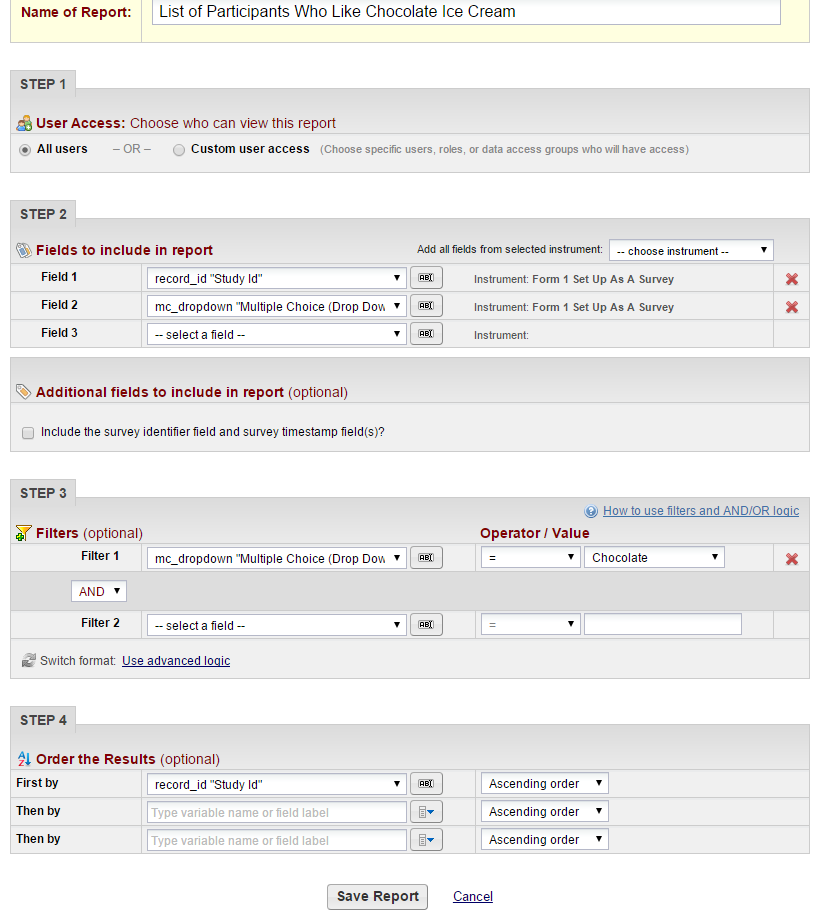 Name of Report: List of Participants Who Like Chocolate Ice Cream
STEP 1
User Access: Choose who can view this report
All users – OR – Custom user access (Choose specific users, roles, or data access groups who will have access)
STEP 2
Fields to include in report Add all fields from selected instrument: -- choose instrument --
Field 1 record_id "Study Id" ABI Instrument: Form 1 Set Up As A Survey
Field 2 mc_dropdown "Multiple Choice (Drop Dow ABI Instrument: Form 1 Set Up As A Survey
Field 3 -- select a field -- ABI Instrument:
Additional fields to include in report (optional)
Include the survey identifier field and survey timestamp field(s)?
STEP 3
How to use filters and AND/OR logic
Filters (optional) Operator / Value
Filter 1 mc_dropdown "Multiple Choice (Drop Dow ABI = Chocolate
AND
Filter 2 -- select a field -- ABI =
Switch format: Use advanced logic
STEP 4
Order the Results (optional)
First by record_id "Study Id" ABI Ascending order
Then by Type variable name or field label Ascending order
Then by Type variable name or field label Ascending order
Save Report Cancel